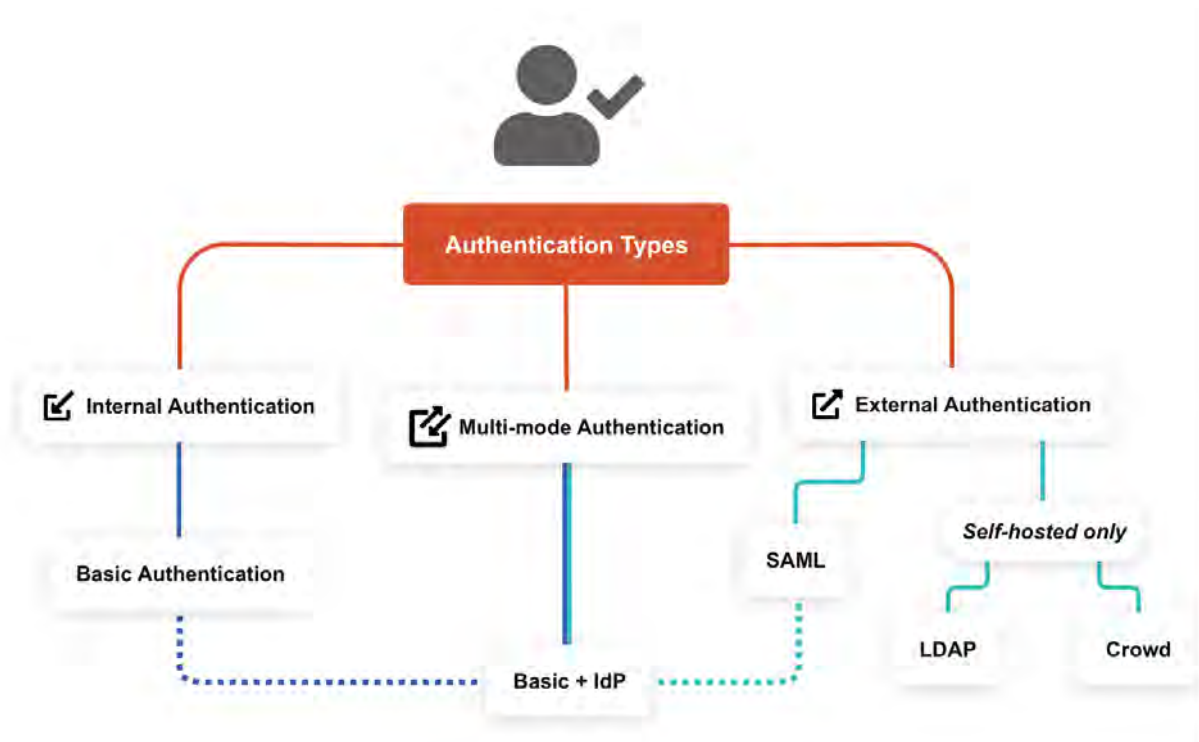 Authentication Types
Internal Authentication
Multi-mode Authentication
External Authentication
Basic Authentication
SAML
Self-hosted only
LDAP
Crowd
Basic + IdP